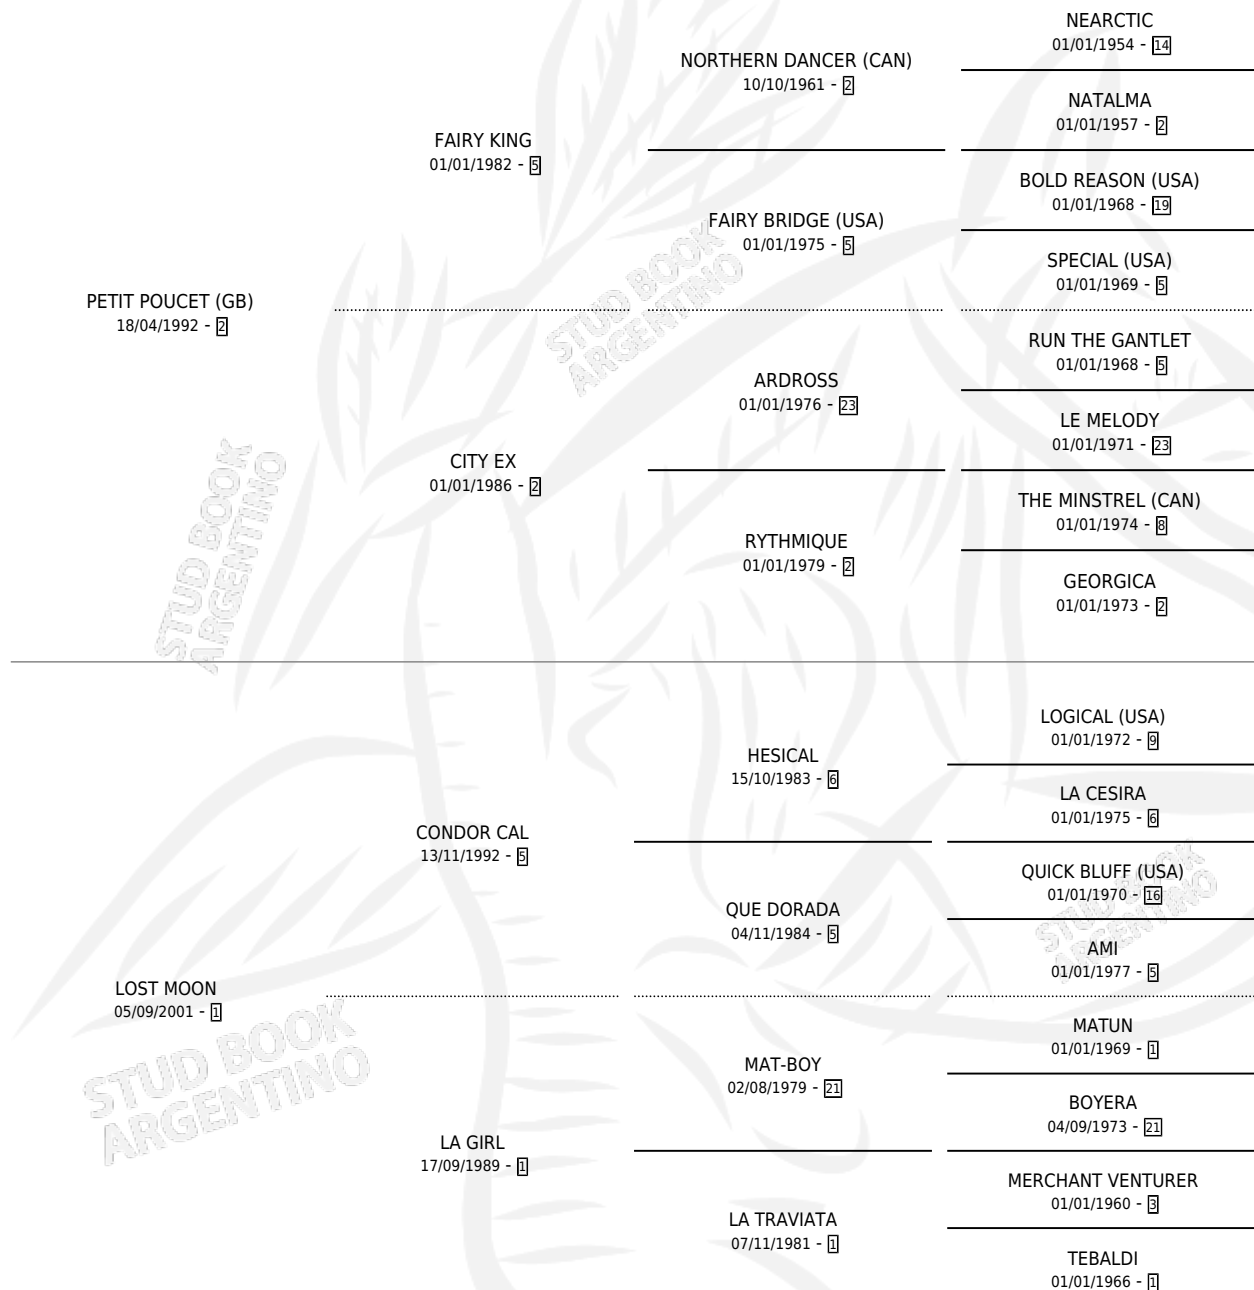 NEARCTIC
01/01/1954 - 14
NORTHERN DANCER (CAN)
10/10/1961 - 2
NATALMA
01/01/1957 - 2
FAIRY KING
01/01/1982 - 5
BOLD REASON (USA)
01/01/1968 - 19
FAIRY BRIDGE (USA)
01/01/1975 - 5
SPECIAL (USA)
01/01/1969 - 5
PETIT POUCET (GB)
18/04/1992 - 2
RUN THE GANTLET
01/01/1968 - 5
ARDROSS
01/01/1976 - 23
LE MELODY
01/01/1971 - 23
CITY EX
01/01/1986 - 2
THE MINSTREL (CAN)
01/01/1974 - 8
RYTHMIQUE
01/01/1979 - 2
GEORGICA
01/01/1973 - 2
LOGICAL (USA)
01/01/1972 - 9
HESICAL
15/10/1983 - 6
LA CESIRA
01/01/1975 - 6
CONDOR CAL
13/11/1992 - 5
QUICK BLUFF (USA)
01/01/1970 - 16
QUE DORADA
04/11/1984 - 5
AMI
01/01/1977 - 5
LOST MOON
05/09/2001 - 1
MATUN
01/01/1969 - 1
MAT-BOY
02/08/1979 - 21
BOYERA
04/09/1973 - 21
LA GIRL
17/09/1989 - 1
MERCHANT VENTURER
01/01/1960 - 3
LA TRAVIATA
07/11/1981 - 1
TEBALDI
01/01/1966 - 1
STUD BOOK
ARGENTINO
STUD BOOK
ARGENTINO
STUD BOOK
ARGENTINO
STUD BOOK
ARGENTINO